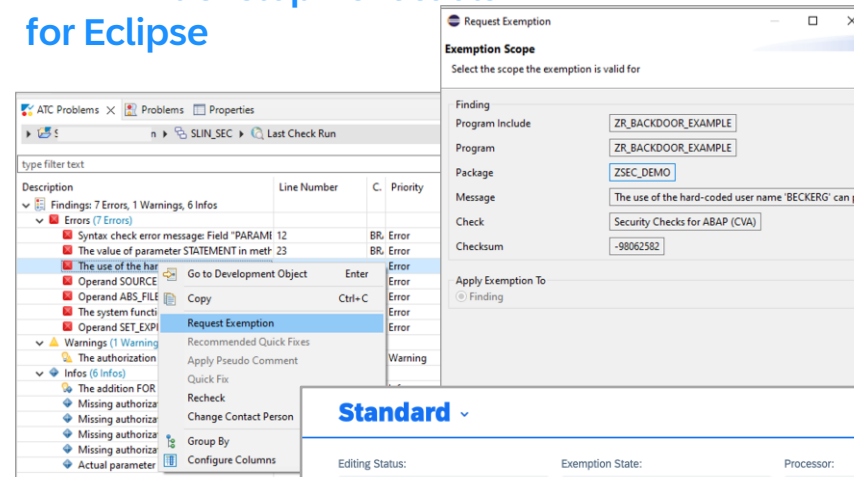 for Eclipse
ATC Problems
Problems
Properties
SLIN_SEC
Last Check Run
type filter text
Description Line Number C. Priority
Findings: 7 Errors, 1 Warnings, 6 Infos
Errors (7 Errors)
Syntax check error message: Field "PARAMI 12 BR. Error
The value of parameter STATEMENT in meth 23 BR. Error
The use of the har Error
Operand SOURCE Error
Operand ABS_FILE Error
The system functi Error
Operand SET_EXPI Error
Warnings (1 Warning
The authorization Warning
Infos (6 Infos)
The addition FOR
Missing authoriza
Missing authoriza
Missing authoriza
Missing authoriza
Actual parameter
Go to Development Object Enter
Copy Ctrl+C
Request Exemption
Recommended Quick Fixes
Apply Pseudo Comment
Quick Fix
Recheck
Change Contact Person
Group By
Configure Columns
Request Exemption
Exemption Scope
Select the scope the exemption is valid for
Finding
Program Include ZR_BACKDOOR_EXAMPLE
Program ZR_BACKDOOR_EXAMPLE
Package ZSEC_DEMO
Message The use of the hard-coded user name 'BECKERG' can
Check Security Checks for ABAP (CVA)
Checksum -98062582
Apply Exemption To
Finding
Standard
Editing Status: Exemption State: Processor: